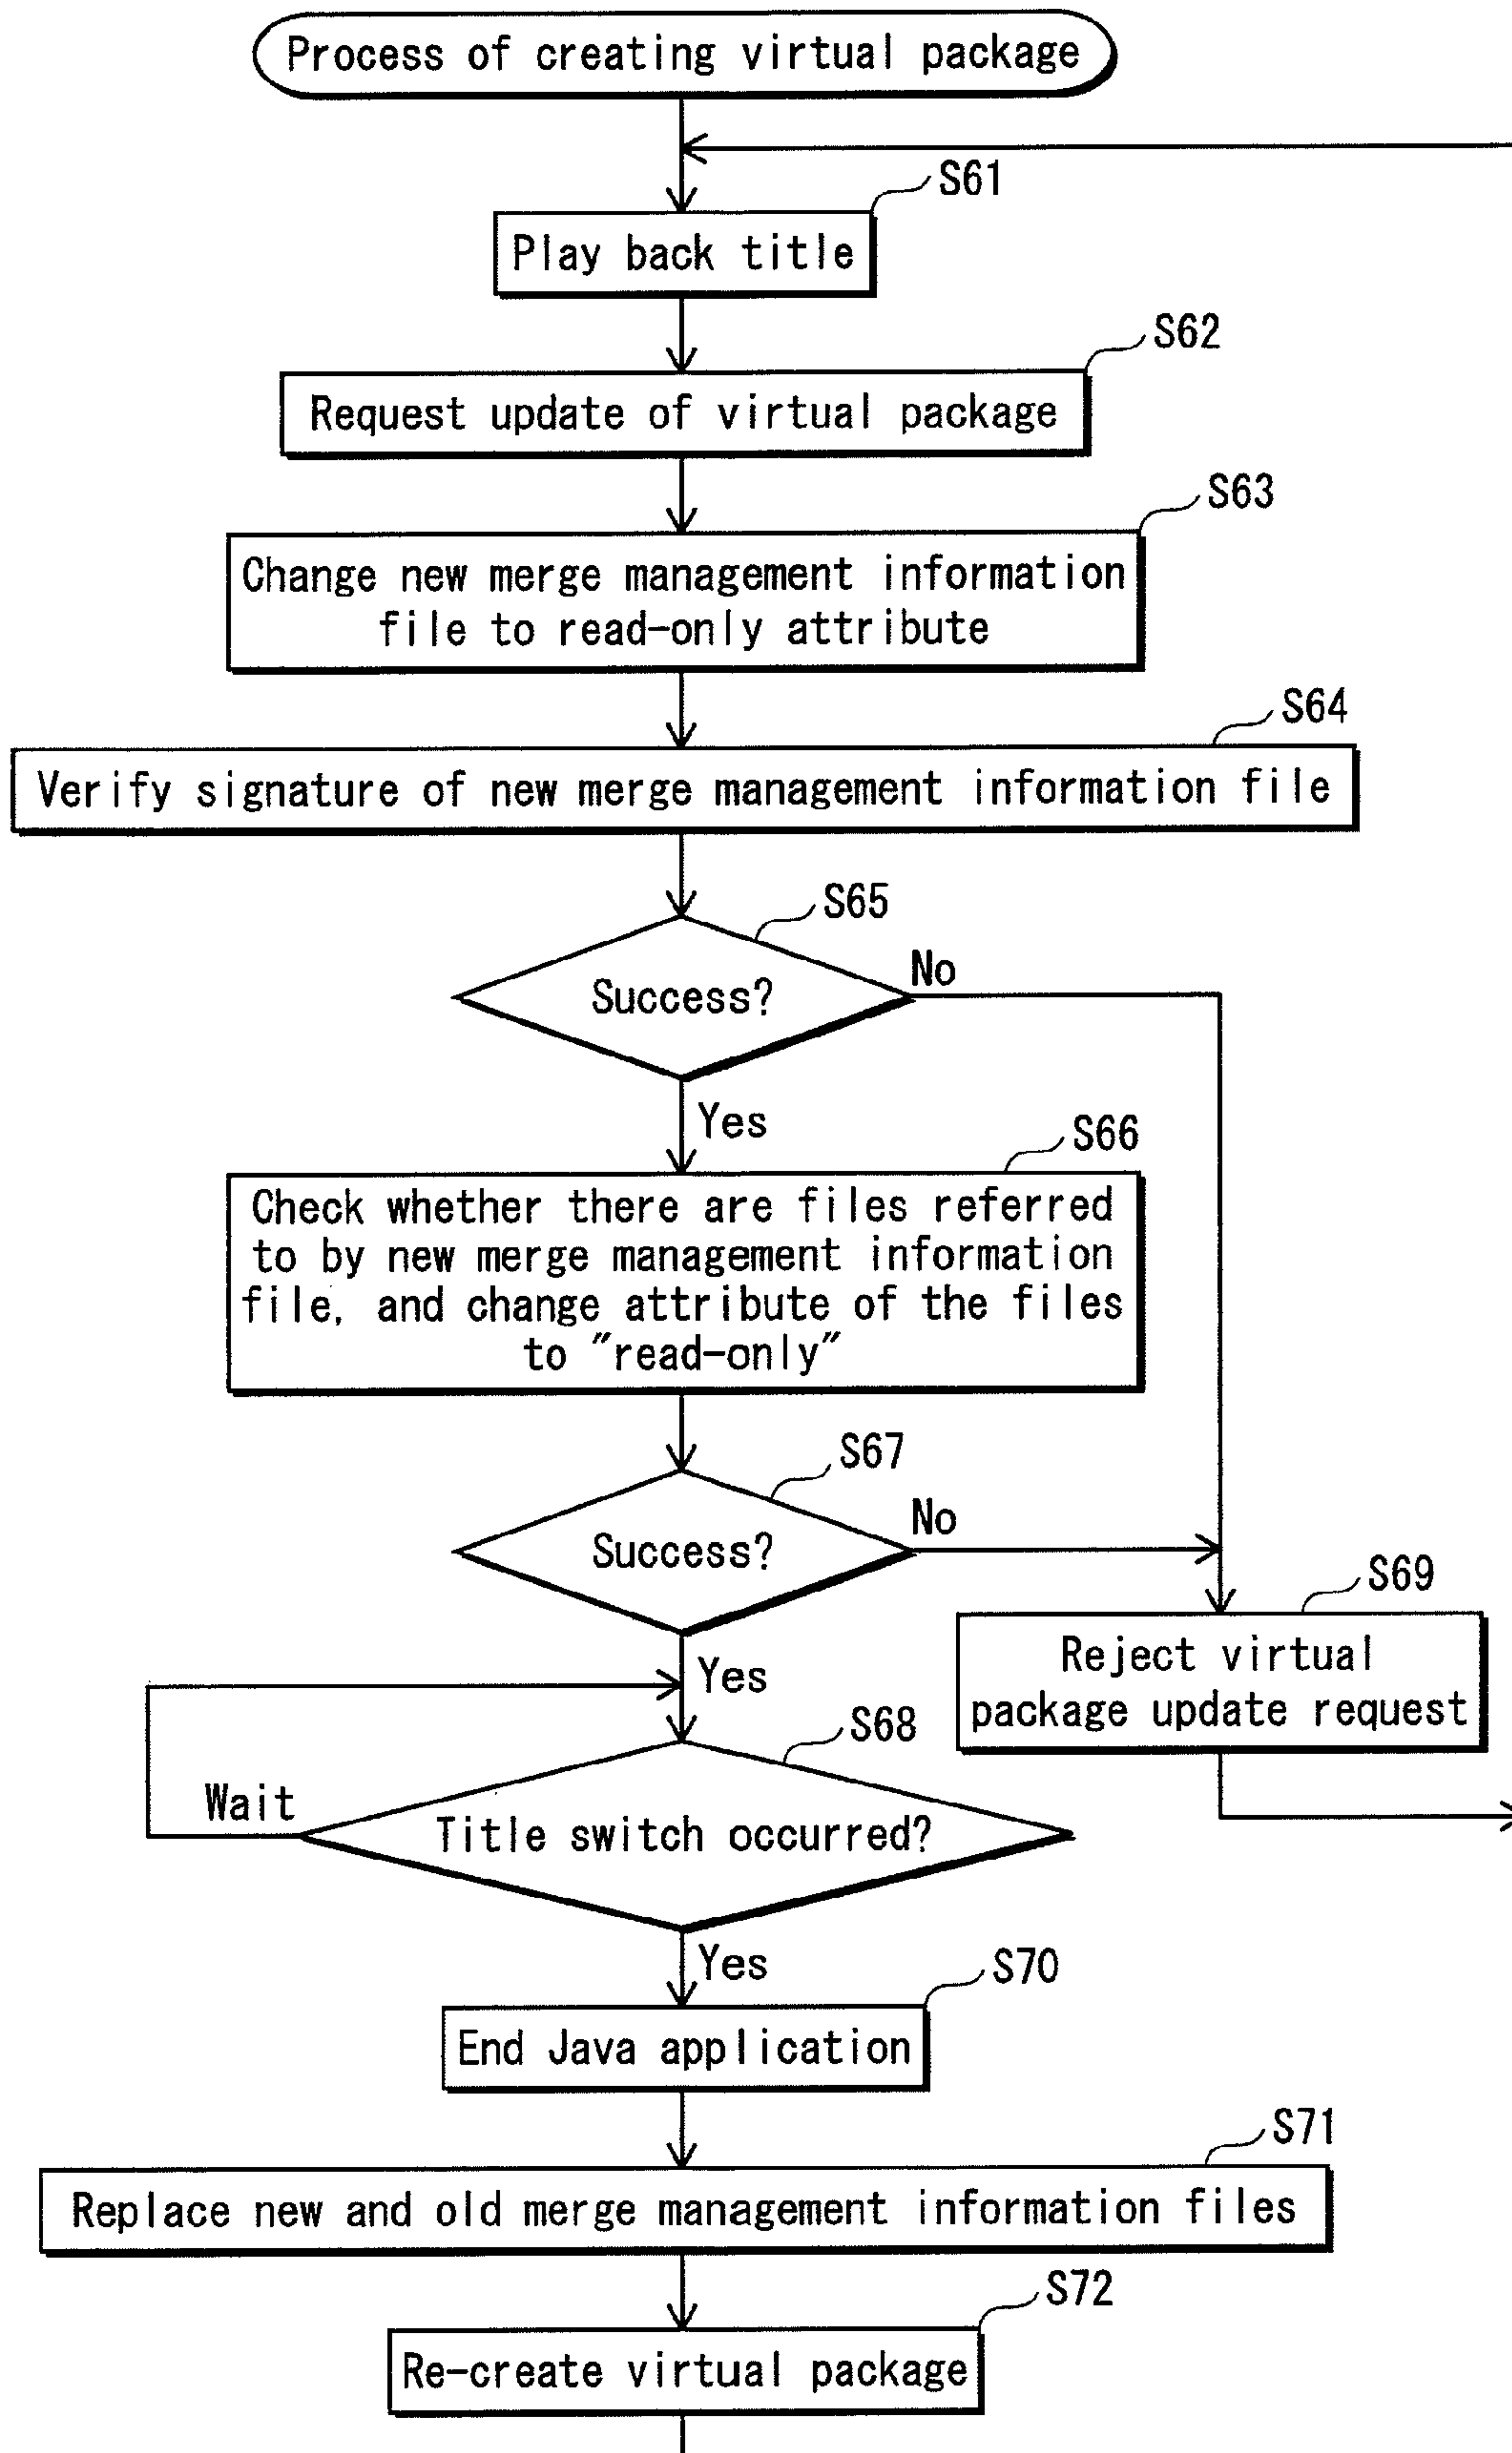 Process of creating virtual package
S61
Play back title
S62
Request update of virtual package
S63
Change new merge management information
file to read-only attribute
S64
Verify signature of new merge management information file
S65
Success?
No
Yes
S66
Check whether there are files referred
to by new merge management information
file, and change attribute of the files
to "read-only"
S67
Success?
No
S69
Reject virtual
package update request
Yes
S68
Wait
Title switch occurred?
Yes
S70
End Java application
S71
Replace new and old merge management information files
S72
Re-create virtual package